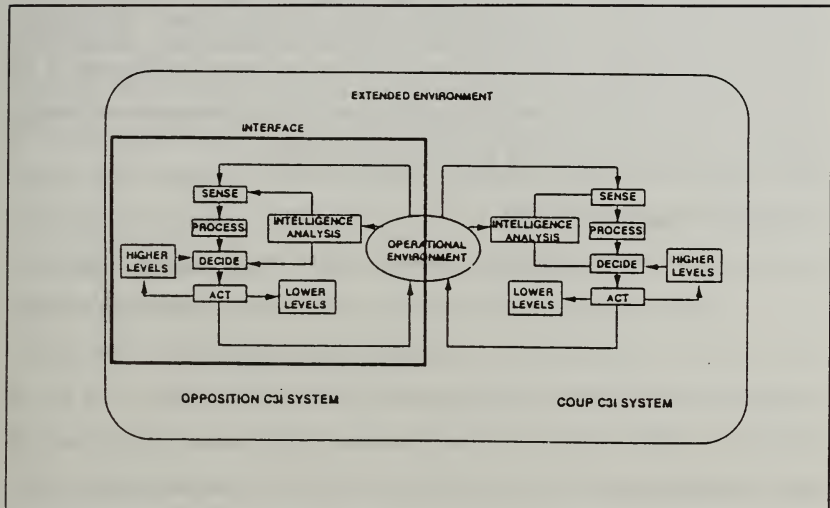 EXTENDED ENVIRONMENT
INTERFACE
SENSE
PROCESS
DECIDE
ACT
INTELLIGENCE
ANALYSIS
HIGHER
LEVELS
LOWER
LEVELS
OPERATIONAL
ENVIRONMENT
SENSE
PROCESS
DECIDE
ACT
INTELLIGENCE
ANALYSIS
HIGHER
LEVELS
LOWER
LEVELS
OPPOSITION C3I SYSTEM
COUP C3I SYSTEM